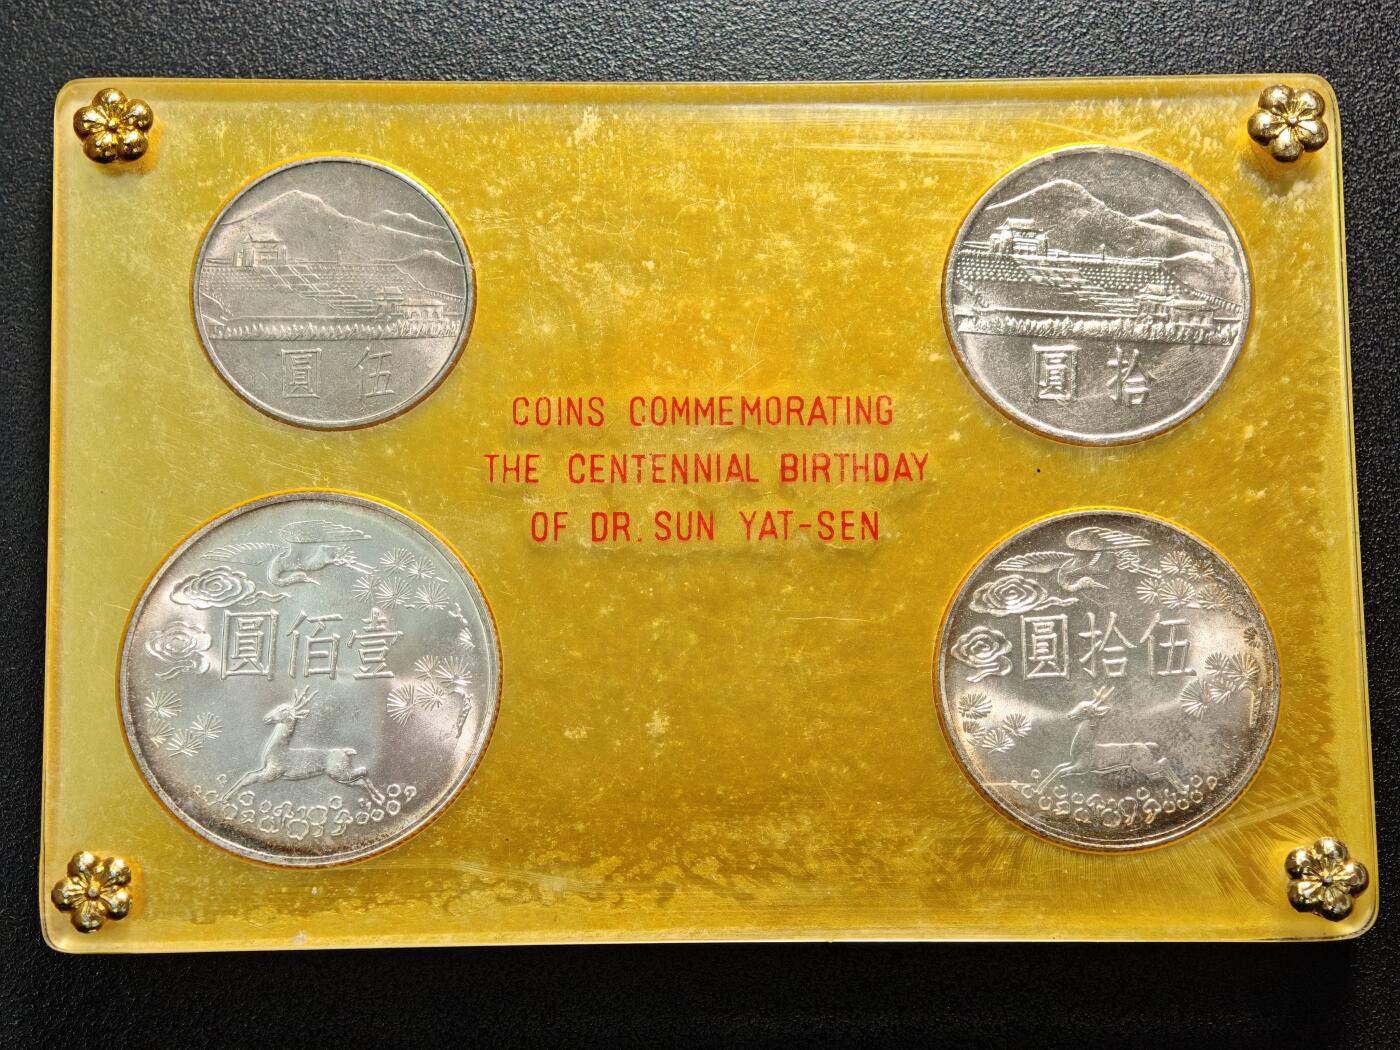 圓伍
圓拾
COINS COMMEMORATING
THE CENTENNIAL BIRTHDAY
OF DR. SUN YAT-SEN
圓佰壹
圓拾伍